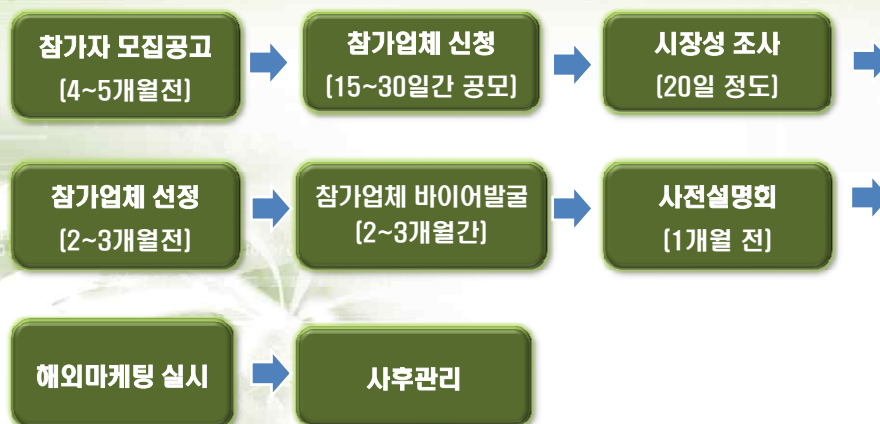 참가자 모집공고
(4~5개월전)
참가업체 신청
(15~30일간 공모)
시장성 조사
(20일 정도)
참가업체 선정
(2~3개월전)
참가업체 바이어발굴
(2~3개월간)
사전설명회
(1개월 전)
해외마케팅 실시
사후관리